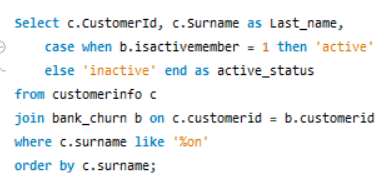 Select c.CustomerId, c.Surname as Last_name,
case when b.isactivemember = 1 then 'active'
else 'inactive' end as active_status
from customerinfo c
join bank_churn b on c.customerid = b.customerid
where c.surname like '%on'
order by c.surname;